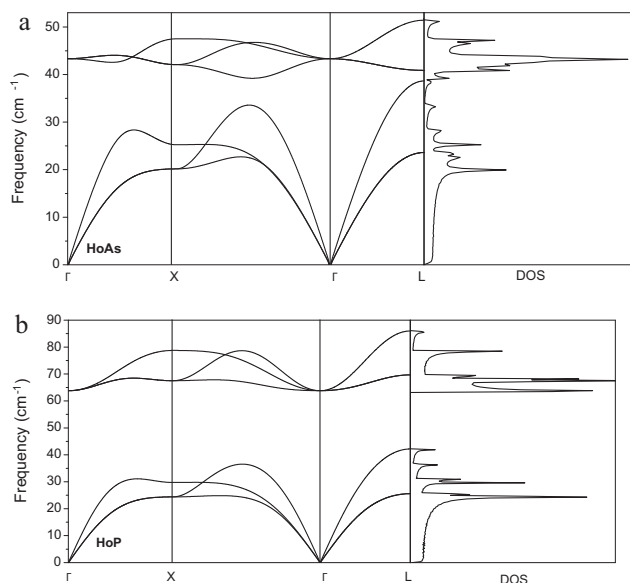 a
Frequency (cm⁻¹)
50
40
30
20
10
0
HoAs
Γ X Γ L DOS
b
Frequency (cm⁻¹)
90
80
70
60
50
40
30
20
10
0
HoP
Γ X Γ L DOS